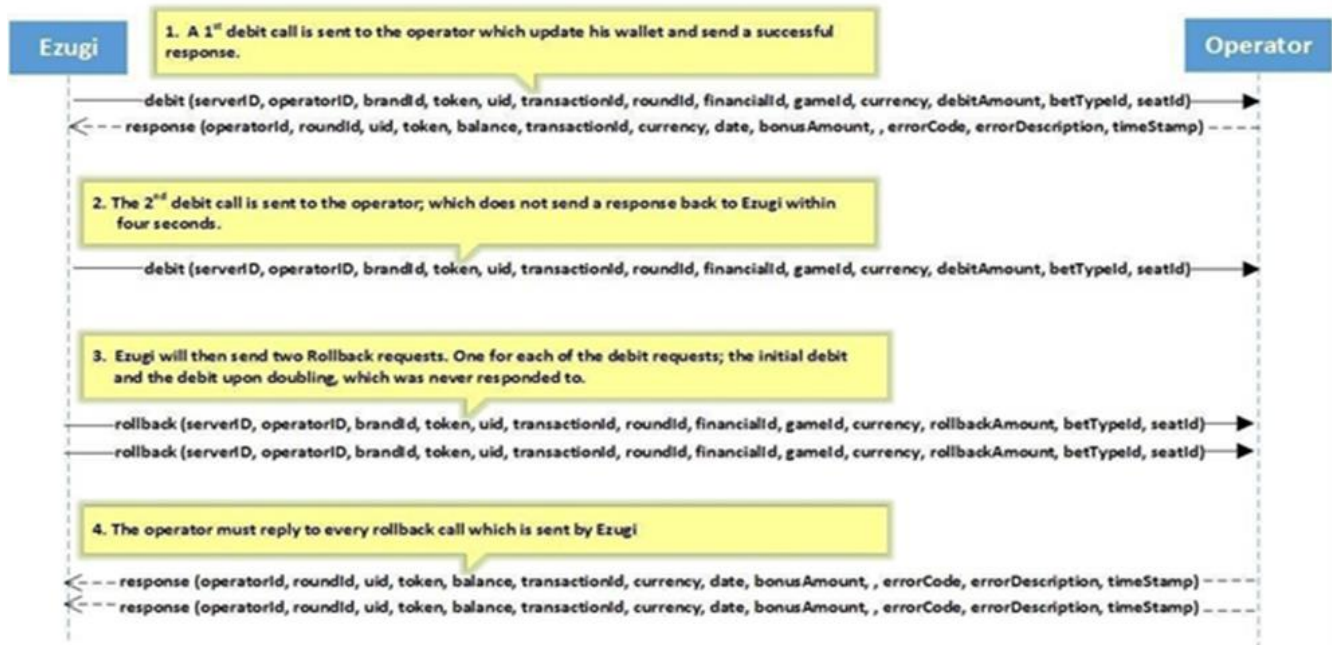 Ezugi
Operator
1. A 1st debit call is sent to the operator which update his wallet and send a successful
response.
debit (serverID, operatorID, brandId, token, uid, transactionId, roundId, financialId, gameId, currency, debitAmount, betTypeId, seatId)
response (operatorId, roundId, uid, token, balance, transactionId, currency, date, bonusAmount, , errorCode, errorDescription, timeStamp)
2. The 2nd debit call is sent to the operator; which does not send a response back to Ezugi within
four seconds.
debit (serverID, operatorID, brandId, token, uid, transactionId, roundId, financialId, gameId, currency, debitAmount, betTypeId, seatId)
3. Ezugi will then send two Rollback requests. One for each of the debit requests; the initial debit
and the debit upon doubling, which was never responded to.
rollback (serverID, operatorID, brandId, token, uid, transactionId, roundId, financialId, gameId, currency, rollbackAmount, betTypeId, seatId)
rollback (serverID, operatorID, brandId, token, uid, transactionId, roundId, financialId, gameId, currency, rollbackAmount, betTypeId, seatId)
4. The operator must reply to every rollback call which is sent by Ezugi
response (operatorId, roundId, uid, token, balance, transactionId, currency, date, bonusAmount, , errorCode, errorDescription, timeStamp)
response (operatorId, roundId, uid, token, balance, transactionId, currency, date, bonusAmount, , errorCode, errorDescription, timeStamp)